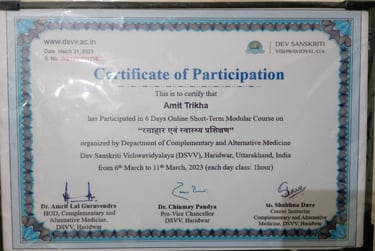 www.dsvv.ac.in
Date: March 31, 2023
S. No.
DEV SANSKRITI
VISHWAVIDYALAYA
Certificate of Participation
This is to certify that
Amit Trikha
has Participated in 6 Days Online Short-Term Modular Course on
"रसाहार एवं स्वास्थ्य प्रशिक्षण"
organized by Department of Complementary and Alternative Medicine
Dev Sanskriti Vishwavidyalaya (DSVV), Haridwar, Uttarakhand, India
from 6th March to 11th March, 2023 (each day class: 1hour)
Dr. Amrit Lal Guruvendra
HOD, Complementary and
Alternative Medicine,
DSVV, Haridwar
Dr. Chinmay Pandya
Pro-Vice Chancellor
DSVV, Haridwar
Ms. Shubhna Dave
Course Instructor
Complementary and Alternative
Medicine, DSVV, Haridwar